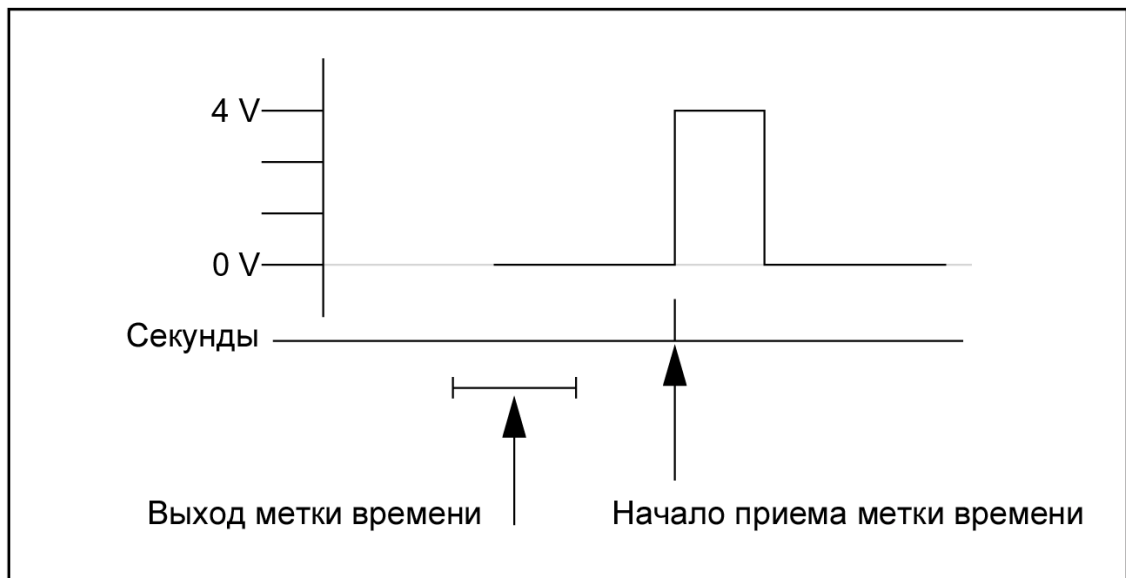 4 V
0 V
Секунды
Выход метки времени
Начало приема метки времени